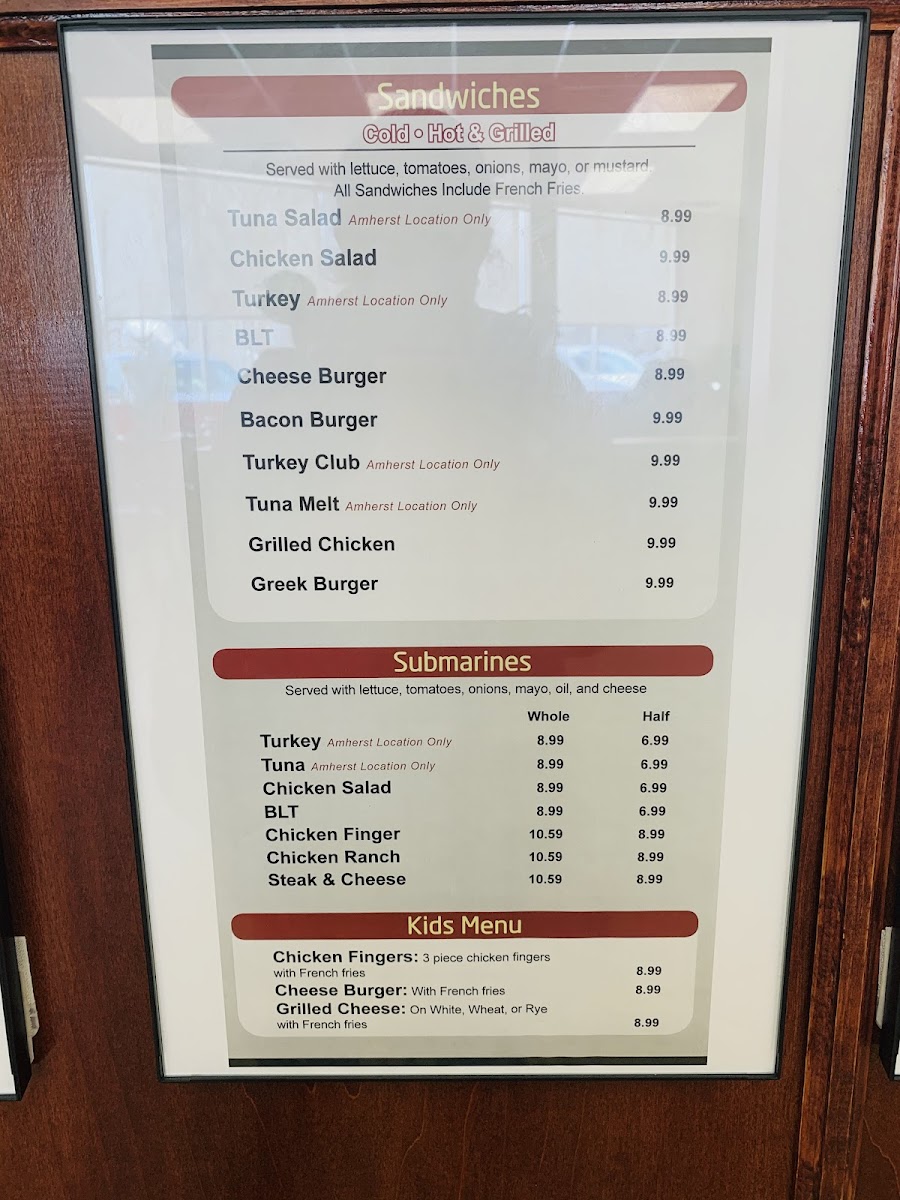 Sandwiches
Cold • Hot & Grilled
Served with lettuce, tomatoes, onions, mayo, or mustard.
All Sandwiches Include French Fries.
Tuna Salad Amherst Location Only 8.99
Chicken Salad 9.99
Turkey Amherst Location Only 8.99
BLT 8.99
Cheese Burger 8.99
Bacon Burger 9.99
Turkey Club Amherst Location Only 9.99
Tuna Melt Amherst Location Only 9.99
Grilled Chicken 9.99
Greek Burger 9.99
Submarines
Served with lettuce, tomatoes, onions, mayo, oil, and cheese
Whole Half
Turkey Amherst Location Only 8.99 6.99
Tuna Amherst Location Only 8.99 6.99
Chicken Salad 8.99 6.99
BLT 8.99 6.99
Chicken Finger 10.59 8.99
Chicken Ranch 10.59 8.99
Steak & Cheese 10.59 8.99
Kids Menu
Chicken Fingers: 3 piece chicken fingers
with French fries 8.99
Cheese Burger: With French fries 8.99
Grilled Cheese: On White, Wheat, or Rye
with French fries 8.99